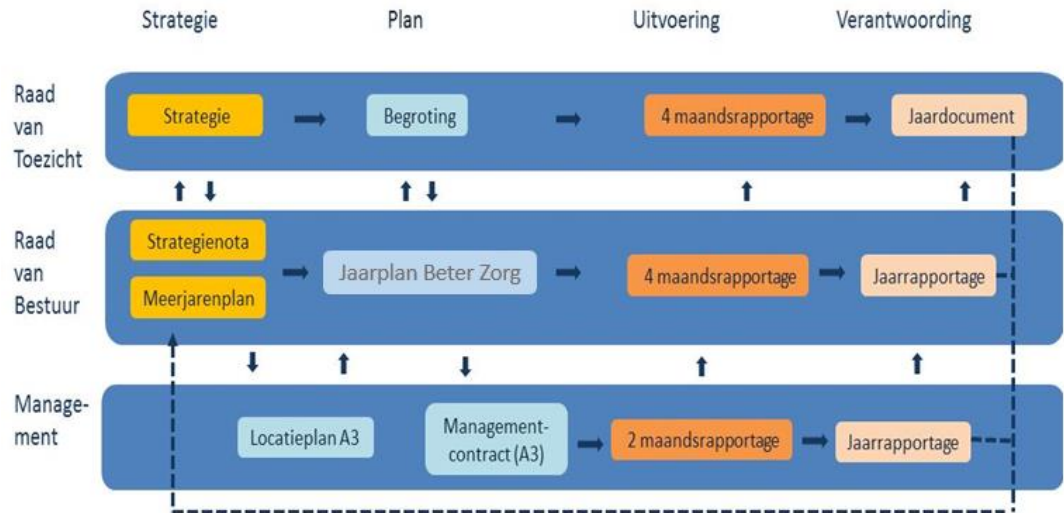 Strategie Plan Uitvoering Verantwoording
Raad
van
Toezicht
Strategie
Begroting
4 maandsrapportage
Jaardocument
Raad
van
Bestuur
Strategienota
Meerjarenplan
Jaarplan Beter Zorg
4 maandsrapportage
Jaarrapportage
Manage-
ment
Locatieplan A3
Management-
contract (A3)
2 maandsrapportage
Jaarrapportage